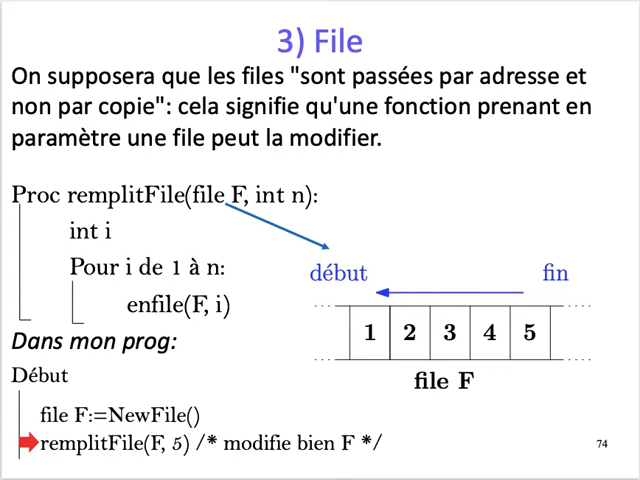 3) File
On supposera que les files "sont passées par adresse et
non par copie": cela signifie qu'une fonction prenant en
paramètre une file peut la modifier.
Proc remplitFile(file F, int n):
int i
Pour i de 1 à n:
enfile(F, i)
début fin
1 2 3 4 5
file F
Dans mon prog:
Début
file F:=NewFile()
remplitFile(F, 5) /* modifie bien F */
74